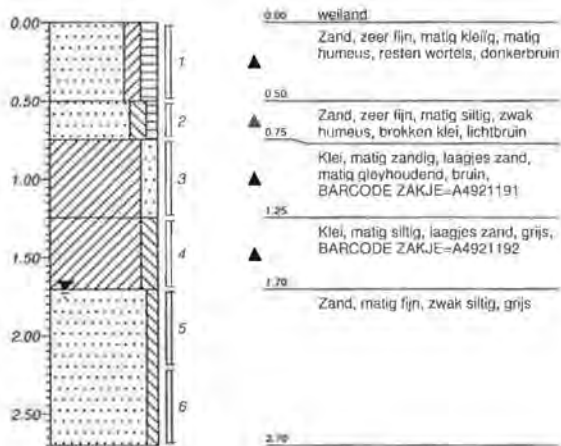 0.00
0.50
1.00
1.50
2.00
2.50
1
2
3
4
5
6
0.00 weiland
Zand, zeer fijn, matig kleiïg, matig
humeus, resten wortels, donkerbruin
0.50
Zand, zeer fijn, matig siltig, zwak
humeus, brokken klei, lichtbruin
0.75
Klei, matig zandig, laagjes zand,
matig gleyhoudend, bruin,
BARCODE ZAKJE=A4921191
1.25
Klei, matig siltig, laagjes zand, grijs,
BARCODE ZAKJE=A4921192
1.70
Zand, matig fijn, zwak siltig, grijs
2.70